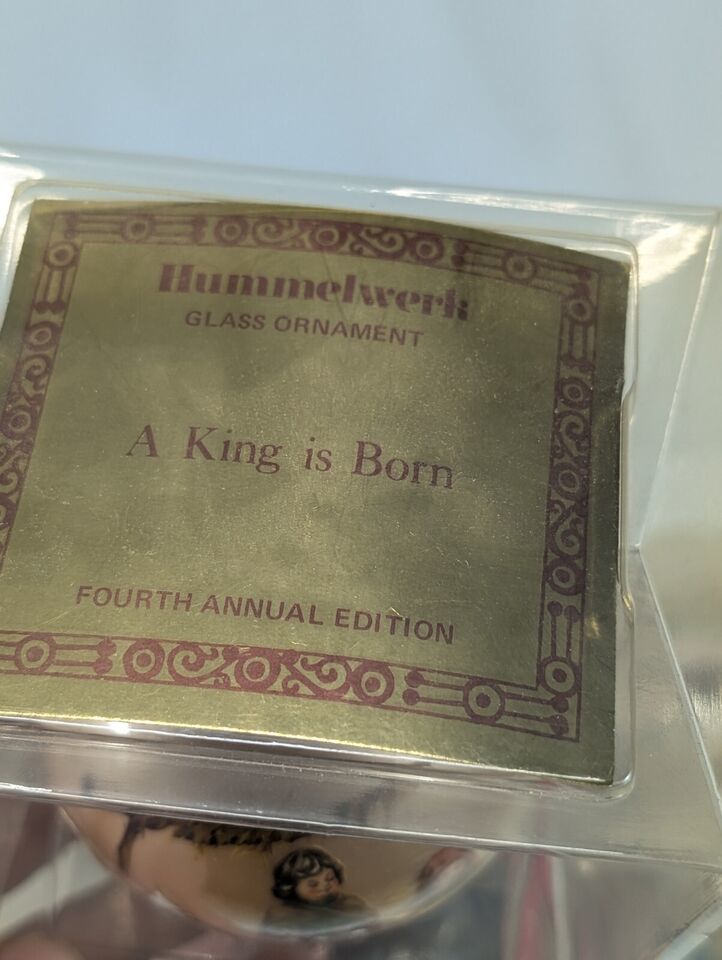 Hummelwerk
GLASS ORNAMENT
A King is Born
FOURTH ANNUAL EDITION